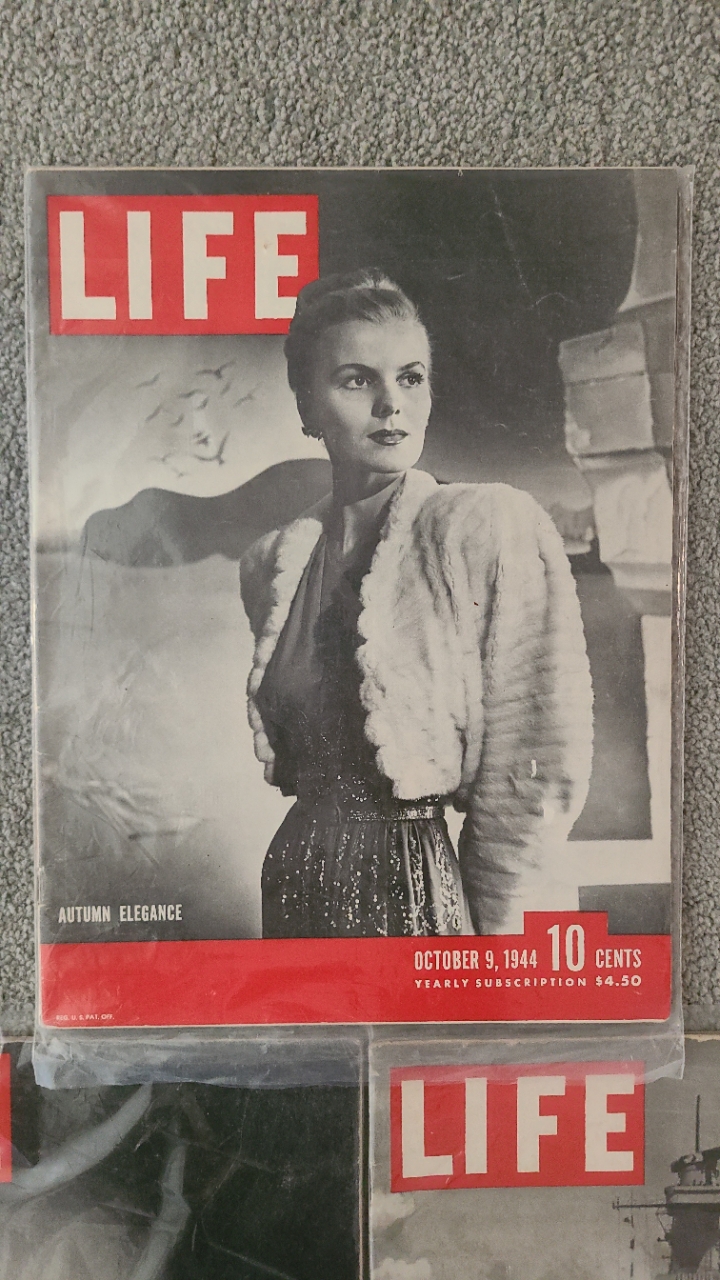 LIFE
AUTUMN ELEGANCE
OCTOBER 9, 1944 10 CENTS
YEARLY SUBSCRIPTION $4.50
REG. U. S. PAT. OFF.
LIFE